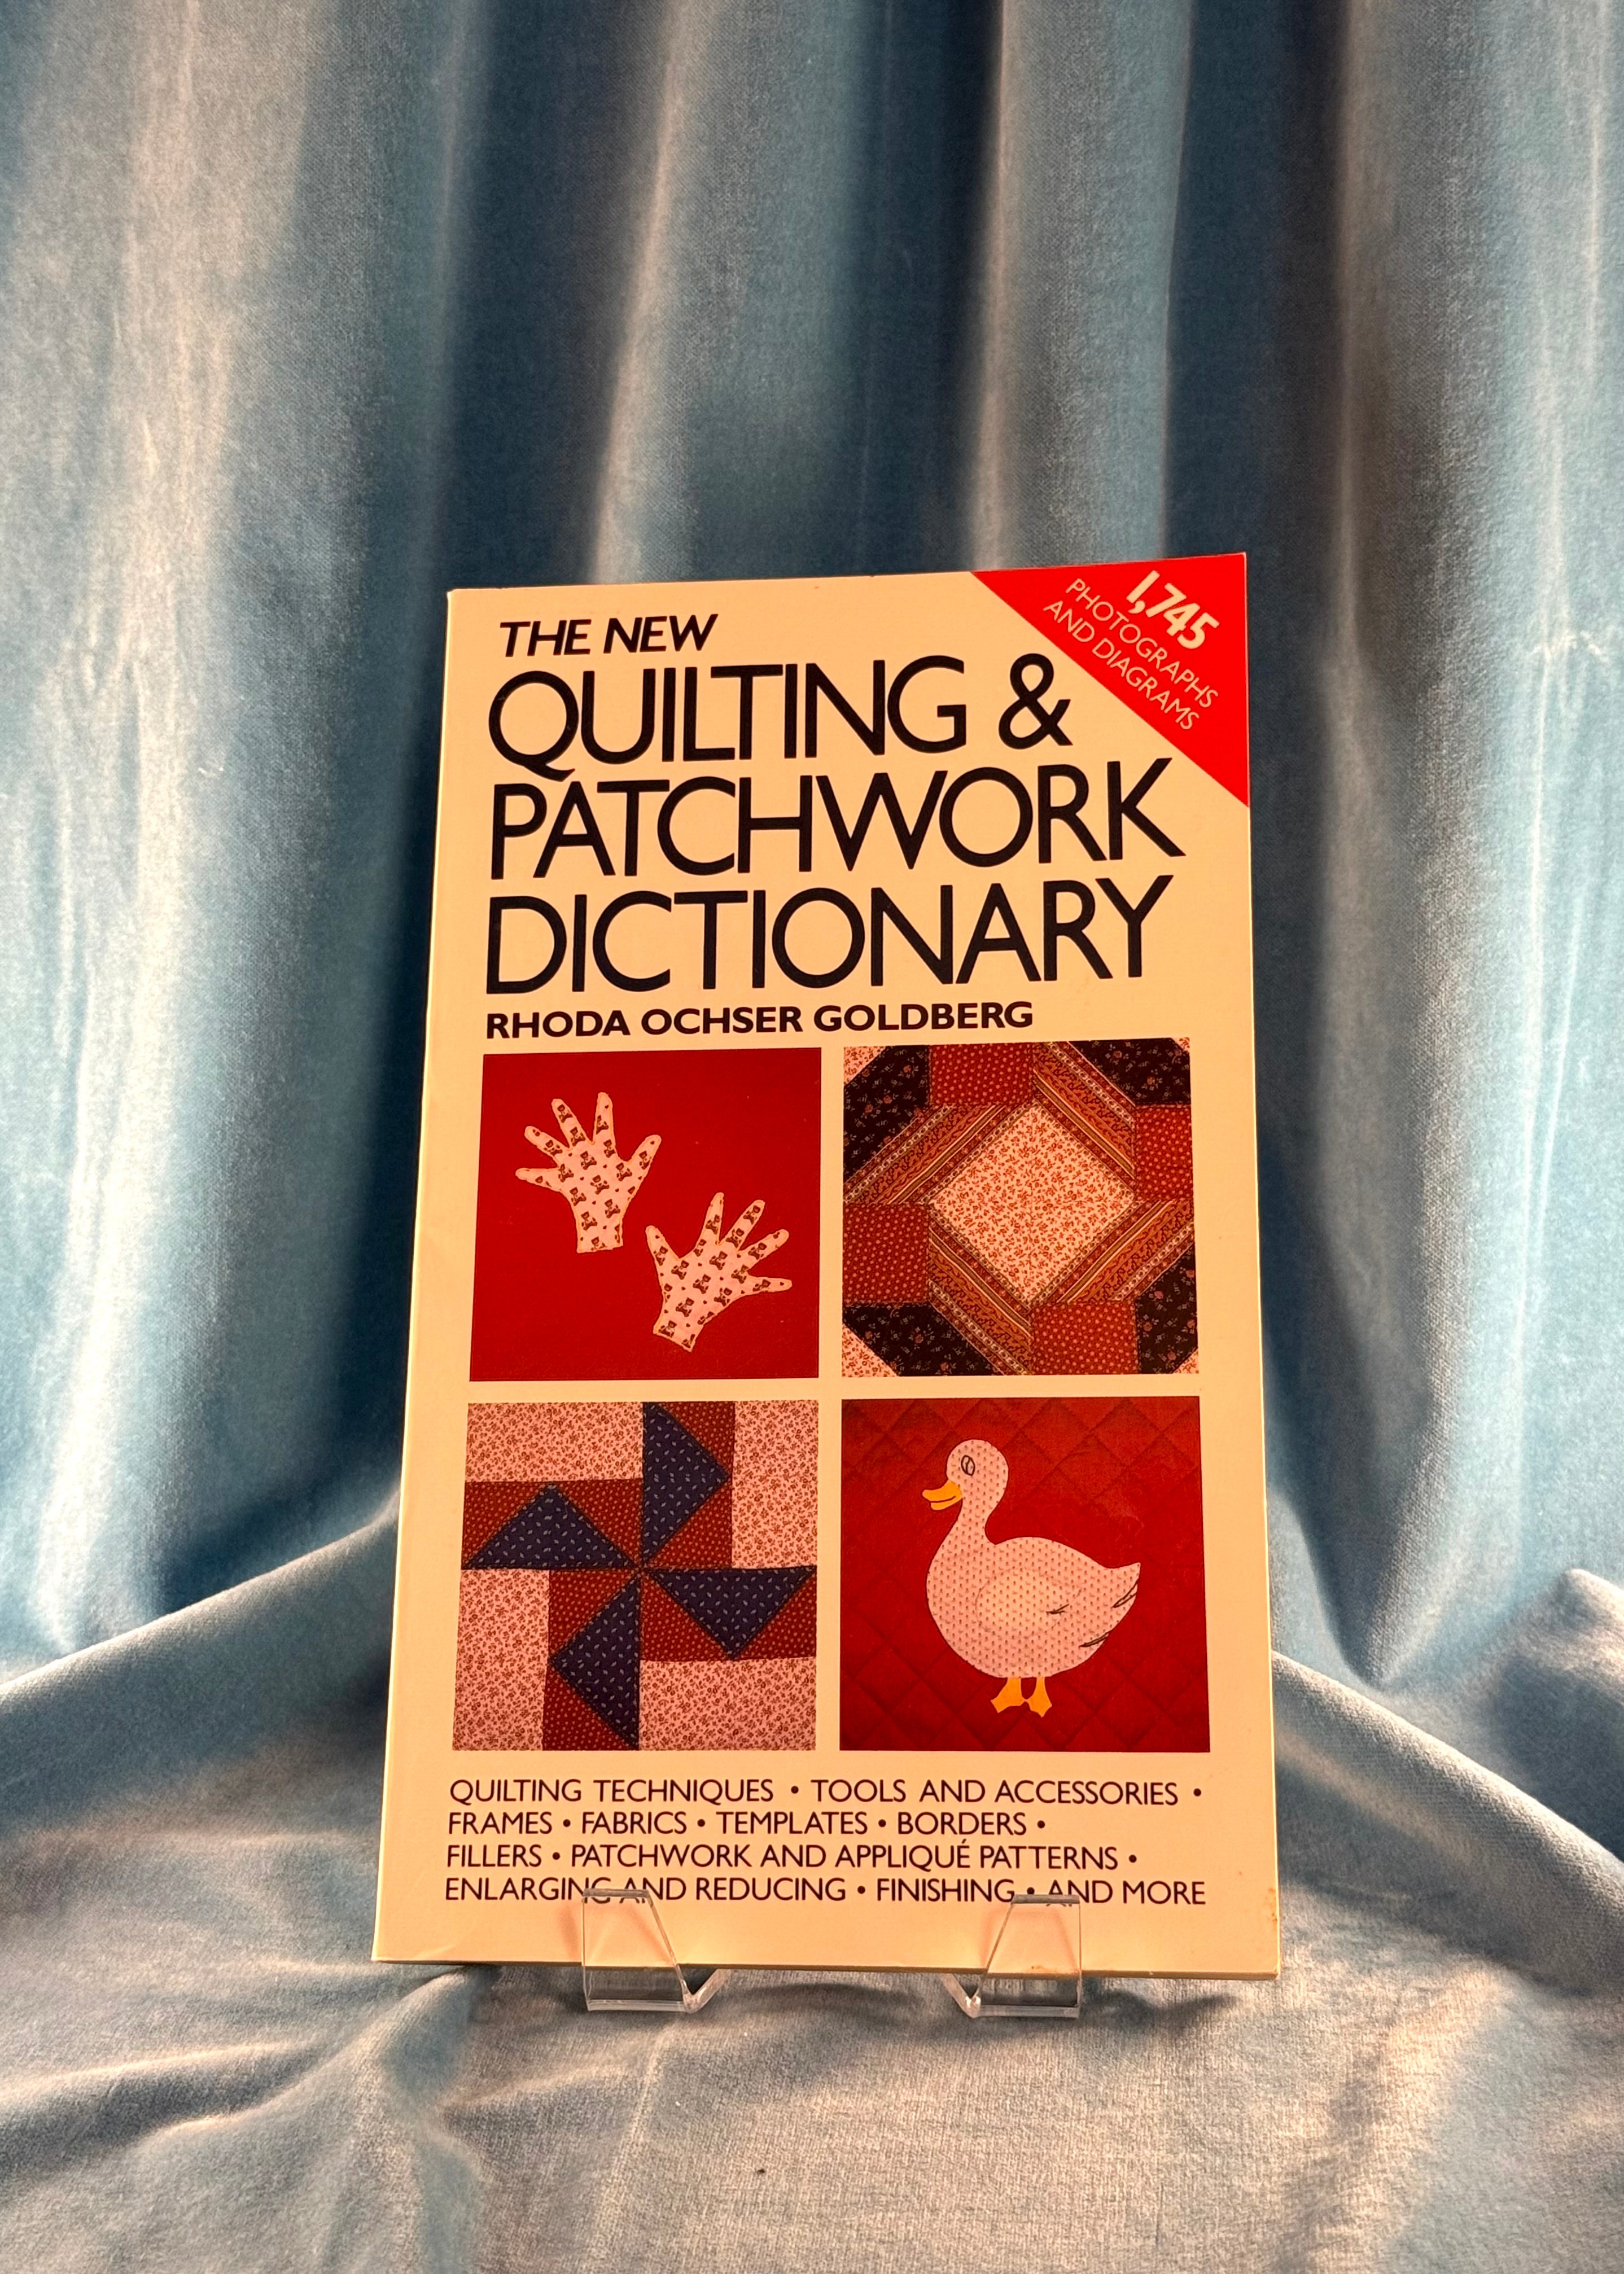 1,745
PHOTOGRAPHS
AND DIAGRAMS
THE NEW
QUILTING &
PATCHWORK
DICTIONARY
RHODA OCHSER GOLDBERG
QUILTING TECHNIQUES • TOOLS AND ACCESSORIES •
FRAMES • FABRICS • TEMPLATES • BORDERS •
FILLERS • PATCHWORK AND APPLIQUÉ PATTERNS •
ENLARGING AND REDUCING • FINISHING • AND MORE